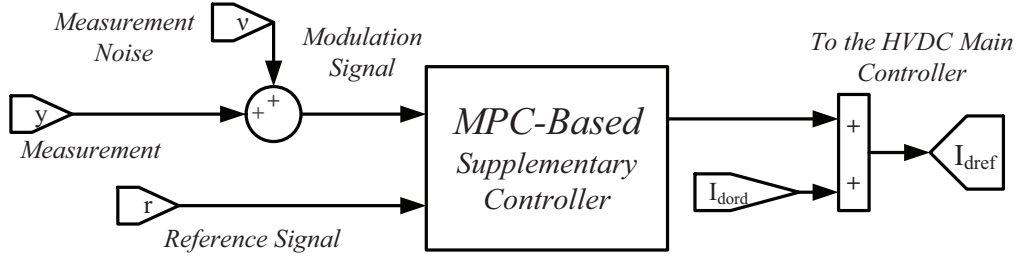 Measurement
Noise
ν
Modulation
Signal
To the HVDC Main
Controller
y
+
+
Measurement
MPC-Based
Supplementary
Controller
+
+
I_dref
I_dord
r
Reference Signal